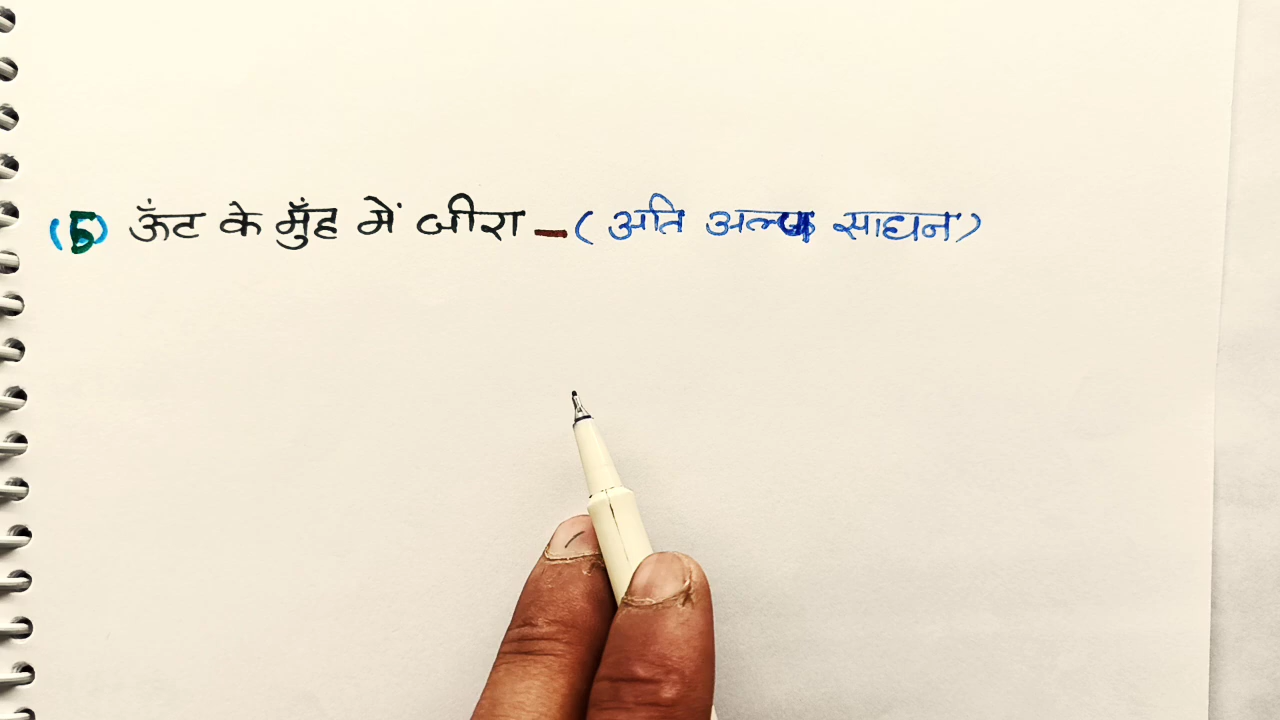 (5) ऊँट के मुँह में जीरा – ( अति अल्प साधन )